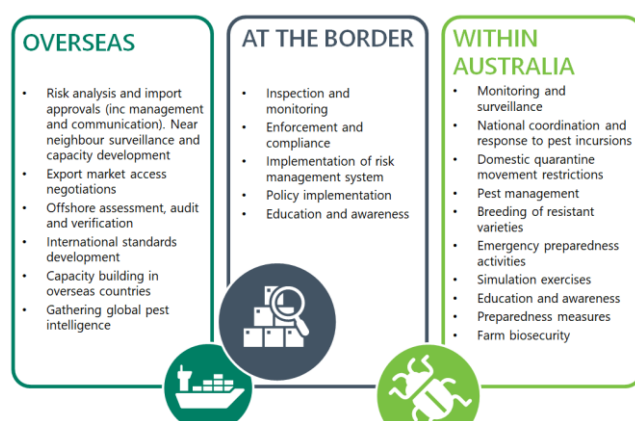 OVERSEAS
• Risk analysis and import
approvals (inc management
and communication). Near
neighbour surveillance and
capacity development
• Export market access
negotiations
• Offshore assessment, audit
and verification
• International standards
development
• Capacity building in
overseas countries
• Gathering global pest
intelligence
AT THE BORDER
• Inspection and
monitoring
• Enforcement and
compliance
• Implementation of risk
management system
• Policy implementation
• Education and awareness
WITHIN
AUSTRALIA
• Monitoring and
surveillance
• National coordination and
response to pest incursions
• Domestic quarantine
movement restrictions
• Pest management
• Breeding of resistant
varieties
• Emergency preparedness
activities
• Simulation exercises
• Education and awareness
• Preparedness measures
• Farm biosecurity